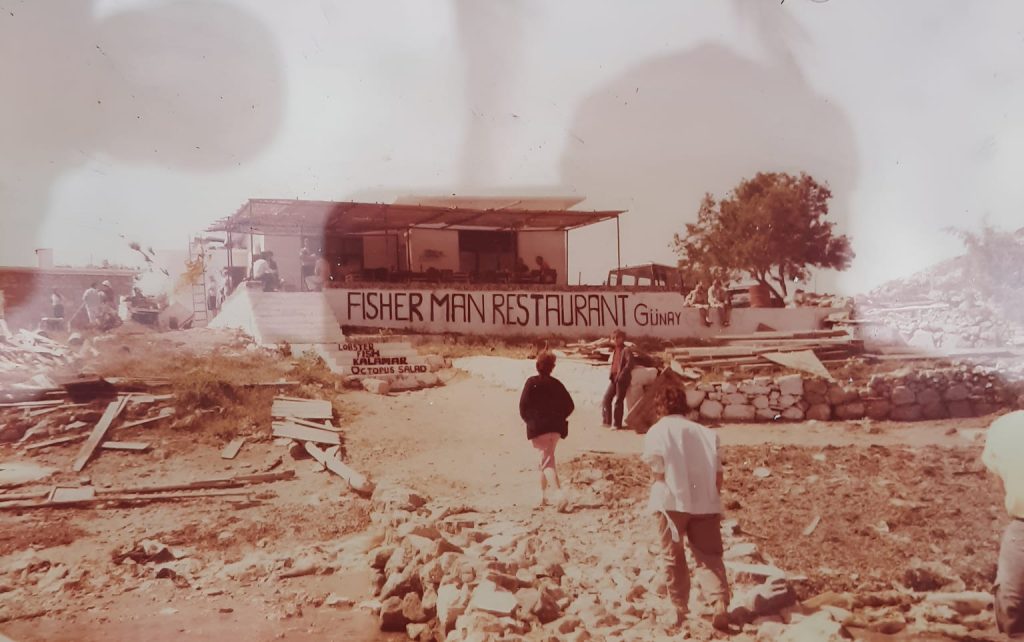 FISHER MAN RESTAURANT GÜNAY
LOBSTER
FISH
KALAMAR
OCTOPUS SALAD